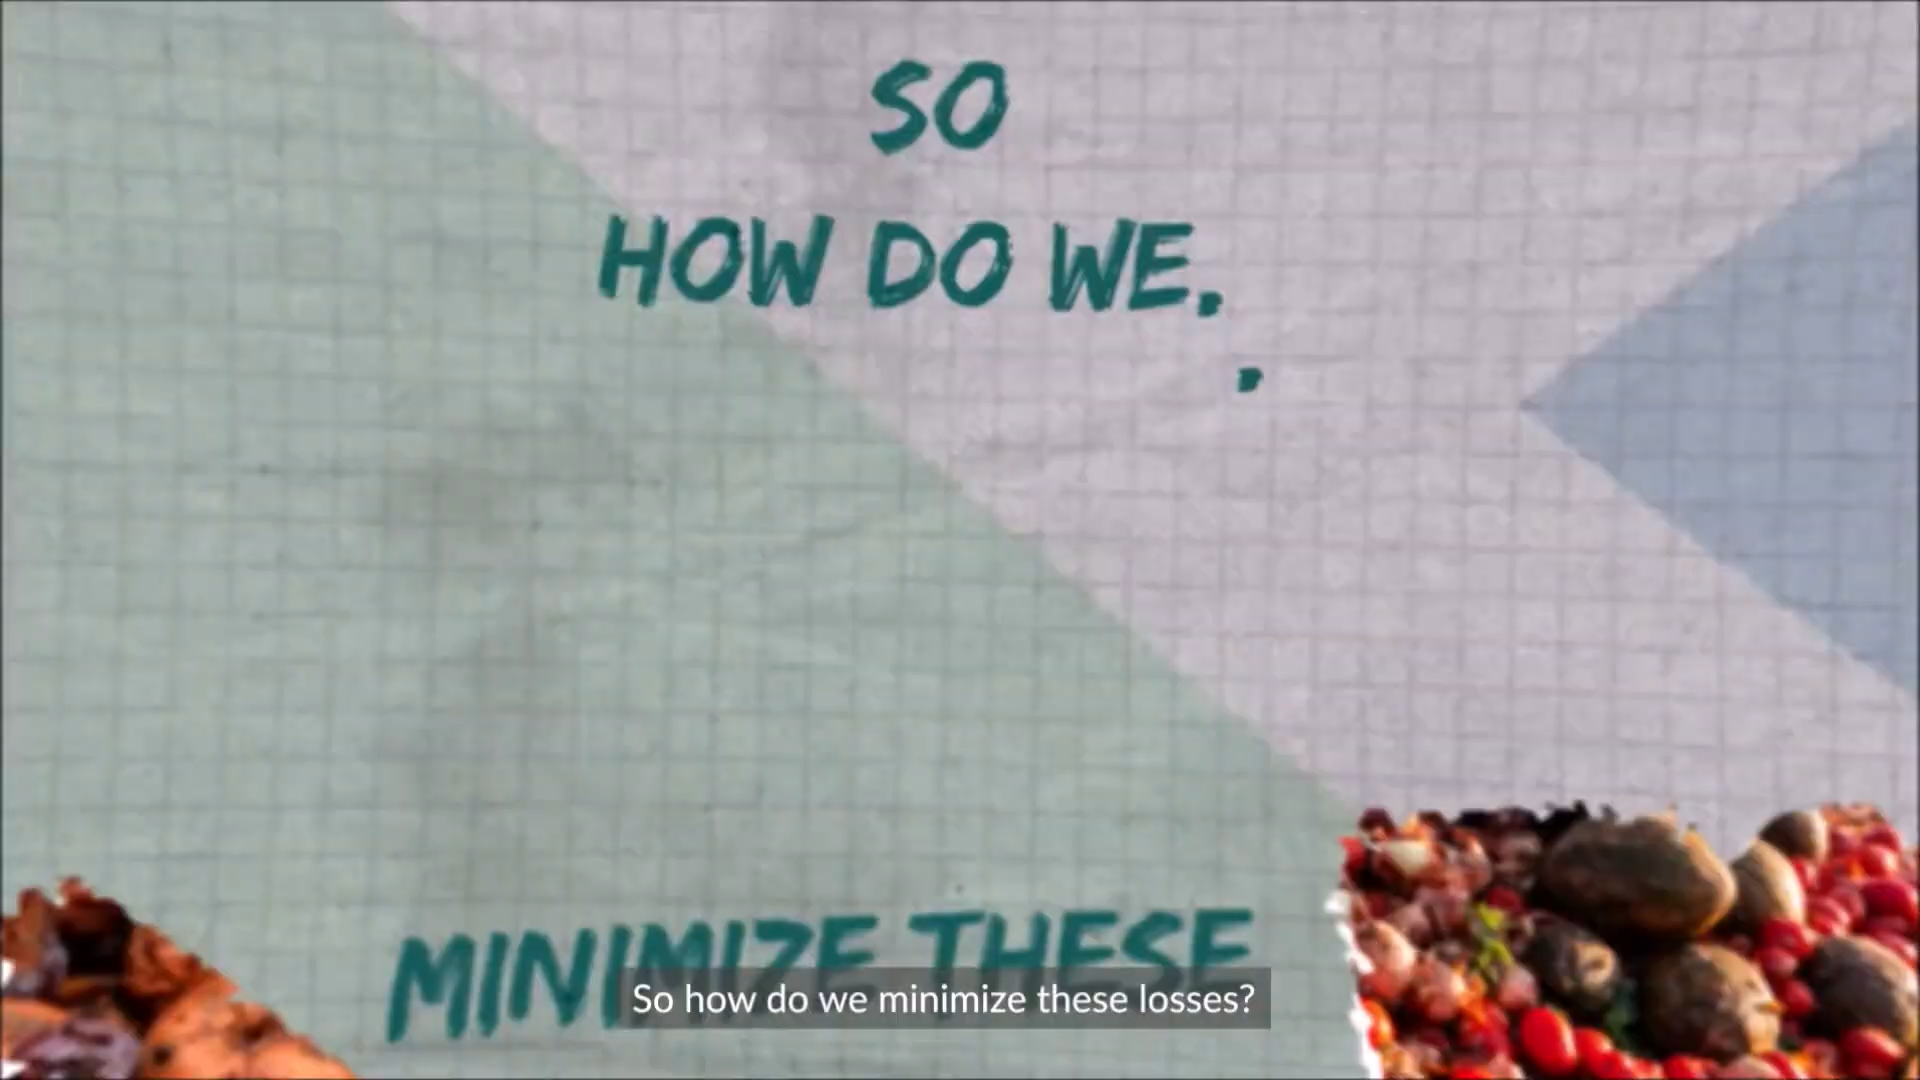 SO
HOW DO WE.
.
MINIMIZE THESE
So how do we minimize these losses?